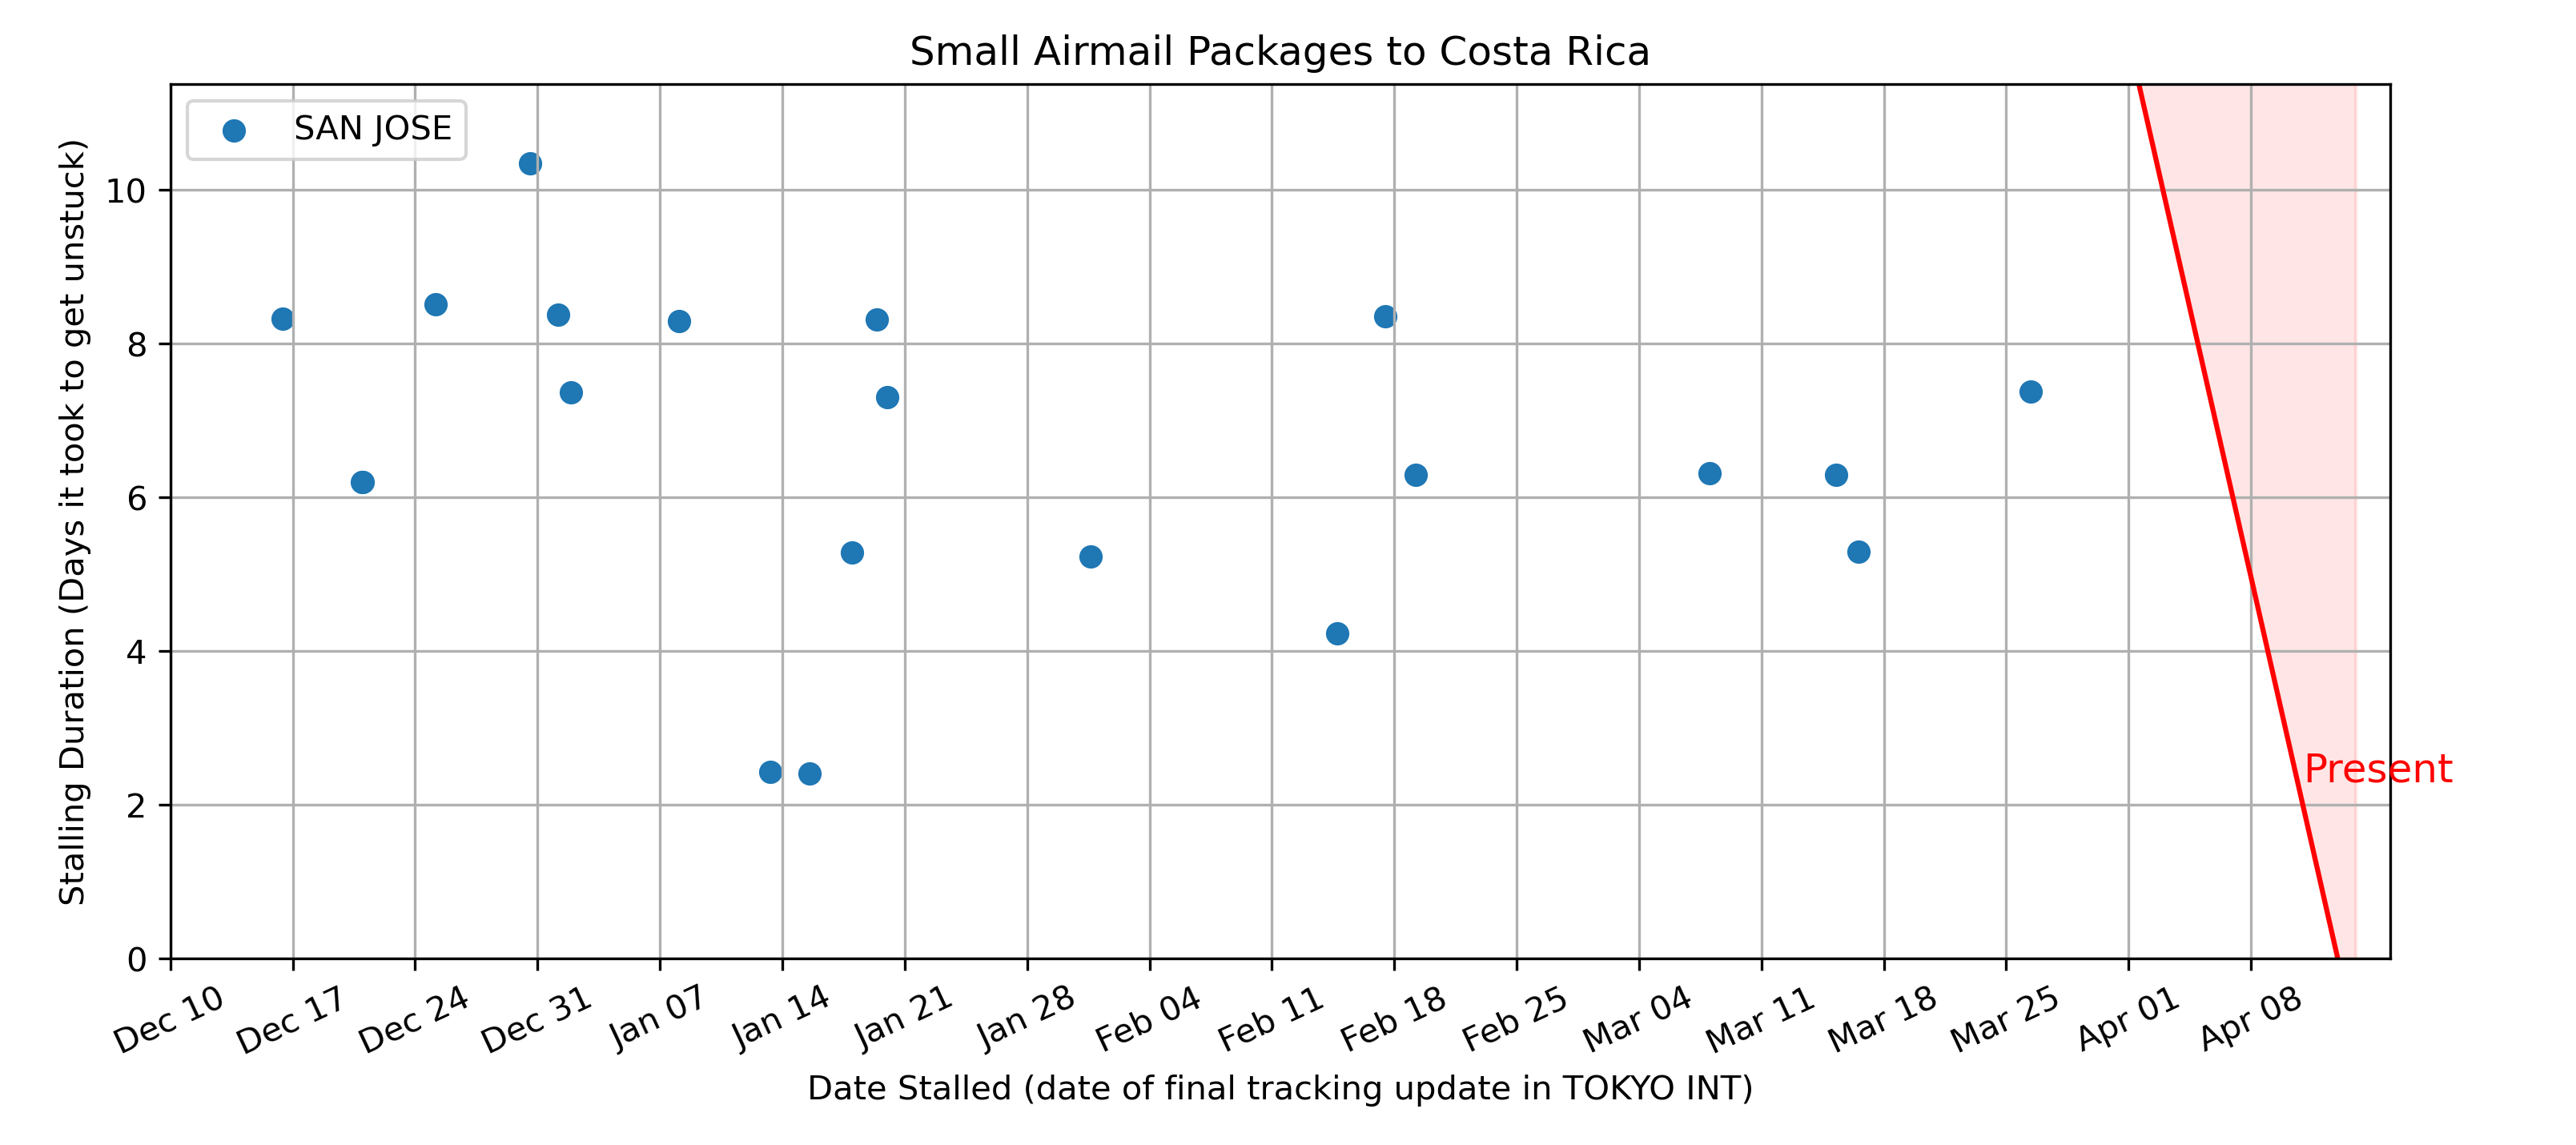 Small Airmail Packages to Costa Rica
SAN JOSE
Stalling Duration (Days it took to get unstuck)
10
8
6
4
2
0
Present
Dec 10
Dec 17
Dec 24
Dec 31
Jan 07
Jan 14
Jan 21
Jan 28
Feb 04
Feb 11
Feb 18
Feb 25
Mar 04
Mar 11
Mar 18
Mar 25
Apr 01
Apr 08
Date Stalled (date of final tracking update in TOKYO INT)